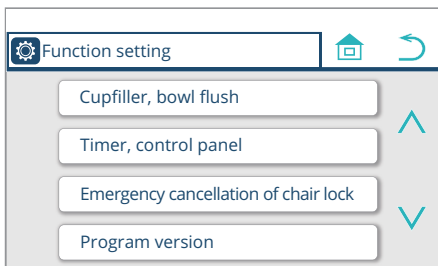 Function setting
Cupfiller, bowl flush
Timer, control panel
Emergency cancellation of chair lock
Program version